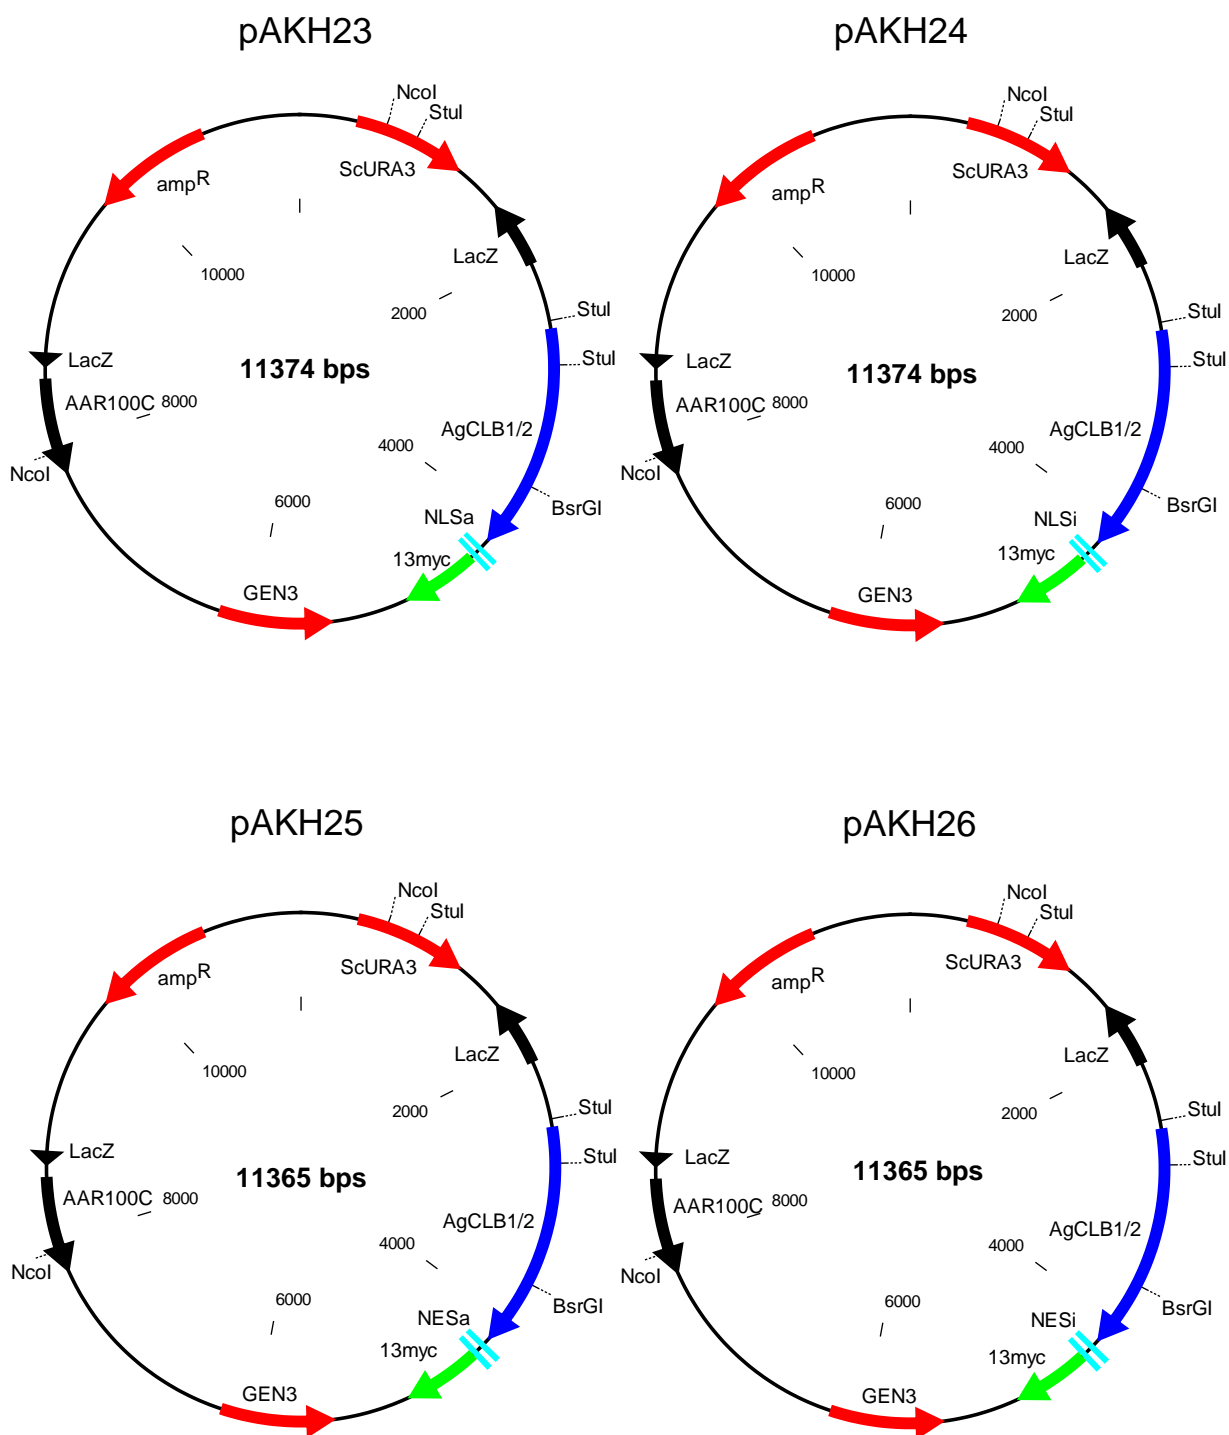 pAKH23
NcoI
StuI
ScURA3
ampR
LacZ
10000
2000
StuI
StuI
LacZ
11374 bps
AAR100C
8000
AgCLB1/2
4000
NcoI
6000
BsrGI
NLSa
13myc
GEN3
pAKH24
NcoI
StuI
ScURA3
ampR
LacZ
10000
2000
StuI
StuI
LacZ
11374 bps
AAR100C
8000
AgCLB1/2
4000
NcoI
6000
BsrGI
NLSi
13myc
GEN3
pAKH25
NcoI
StuI
ScURA3
ampR
LacZ
10000
2000
StuI
StuI
LacZ
11365 bps
AAR100C
8000
AgCLB1/2
4000
NcoI
6000
BsrGI
NESa
13myc
GEN3
pAKH26
NcoI
StuI
ScURA3
ampR
LacZ
10000
2000
StuI
StuI
LacZ
11365 bps
AAR100C
8000
AgCLB1/2
4000
NcoI
6000
BsrGI
NESi
13myc
GEN3